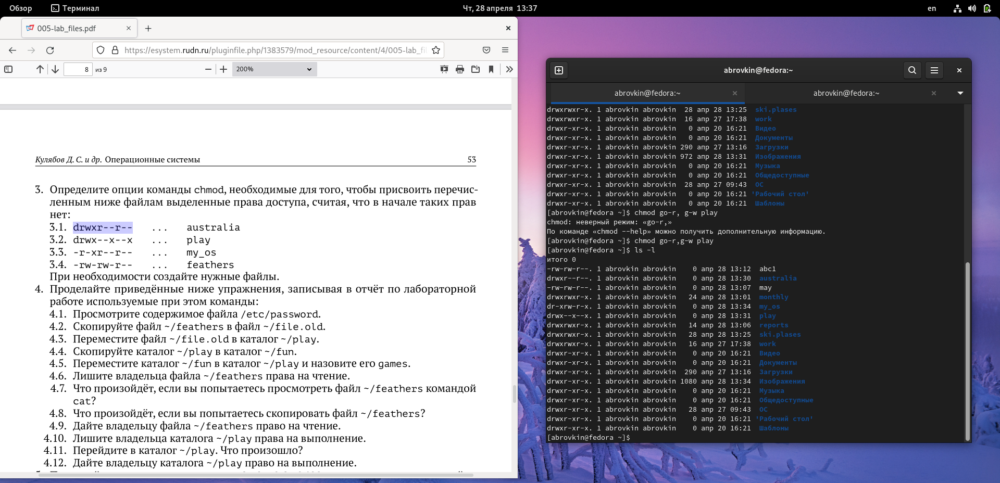 Обзор
Терминал
Чт, 28 апреля 13:37
en
005-lab_files.pdf
https://esystem.rudn.ru/pluginfile.php/1383579/mod_resource/content/4/005-lab_fil
8 из 9
200%
Кулябов Д. С. и др. Операционные системы 53
3. Определите опции команды chmod, необходимые для того, чтобы присвоить перечис-
ленным ниже файлам выделенные права доступа, считая, что в начале таких прав
нет:
3.1. drwxr--r-- ... australia
3.2. drwx--x--x ... play
3.3. -r-xr--r-- ... my_os
3.4. -rw-rw-r-- ... feathers
При необходимости создайте нужные файлы.
4. Проделайте приведённые ниже упражнения, записывая в отчёт по лабораторной
работе используемые при этом команды:
4.1. Просмотрите содержимое файла /etc/password.
4.2. Скопируйте файл ~/feathers в файл ~/file.old.
4.3. Переместите файл ~/file.old в каталог ~/play.
4.4. Скопируйте каталог ~/play в каталог ~/fun.
4.5. Переместите каталог ~/fun в каталог ~/play и назовите его games.
4.6. Лишите владельца файла ~/feathers права на чтение.
4.7. Что произойдёт, если вы попытаетесь просмотреть файл ~/feathers командой
cat?
4.8. Что произойдёт, если вы попытаетесь скопировать файл ~/feathers?
4.9. Дайте владельцу файла ~/feathers право на чтение.
4.10. Лишите владельца каталога ~/play права на выполнение.
4.11. Перейдите в каталог ~/play. Что произошло?
4.12. Дайте владельцу каталога ~/play право на выполнение.
abrovkin@fedora:~
abrovkin@fedora:~ abrovkin@fedora:~
drwxrwxr-x. 1 abrovkin abrovkin 28 апр 28 13:25 ski.plases
drwxrwxr-x. 1 abrovkin abrovkin 16 апр 27 17:38 work
drwxr-xr-x. 1 abrovkin abrovkin 0 апр 20 16:21 Видео
drwxr-xr-x. 1 abrovkin abrovkin 0 апр 20 16:21 Документы
drwxr-xr-x. 1 abrovkin abrovkin 290 апр 27 13:16 Загрузки
drwxr-xr-x. 1 abrovkin abrovkin 972 апр 28 13:31 Изображения
drwxr-xr-x. 1 abrovkin abrovkin 0 апр 20 16:21 Музыка
drwxr-xr-x. 1 abrovkin abrovkin 0 апр 20 16:21 Общедоступные
drwxr-xr-x. 1 abrovkin abrovkin 28 апр 27 09:43 ОС
drwxr-xr-x. 1 abrovkin abrovkin 0 апр 20 16:21 'Рабочий стол'
drwxr-xr-x. 1 abrovkin abrovkin 0 апр 20 16:21 Шаблоны
[abrovkin@fedora ~]$ chmod go-r, g-w play
chmod: неверный режим: «go-r,»
По команде «chmod --help» можно получить дополнительную информацию.
[abrovkin@fedora ~]$ chmod go-r,g-w play
[abrovkin@fedora ~]$ ls -l
итого 0
-rw-rw-r--. 1 abrovkin abrovkin 0 апр 28 13:12 abc1
drwxr--r--. 1 abrovkin abrovkin 0 апр 28 13:30 australia
-rw-rw-r--. 1 abrovkin abrovkin 0 апр 28 13:07 may
drwxrwxr-x. 1 abrovkin abrovkin 24 апр 28 13:01 monthly
dr-xrw-r-x. 1 abrovkin abrovkin 0 апр 28 13:34 my_os
drwx--x--x. 1 abrovkin abrovkin 0 апр 28 13:31 play
drwxrwxr-x. 1 abrovkin abrovkin 14 апр 28 13:06 reports
drwxrwxr-x. 1 abrovkin abrovkin 28 апр 28 13:25 ski.plases
drwxrwxr-x. 1 abrovkin abrovkin 16 апр 27 17:38 work
drwxr-xr-x. 1 abrovkin abrovkin 0 апр 20 16:21 Видео
drwxr-xr-x. 1 abrovkin abrovkin 0 апр 20 16:21 Документы
drwxr-xr-x. 1 abrovkin abrovkin 290 апр 27 13:16 Загрузки
drwxr-xr-x. 1 abrovkin abrovkin 1080 апр 28 13:34 Изображения
drwxr-xr-x. 1 abrovkin abrovkin 0 апр 20 16:21 Музыка
drwxr-xr-x. 1 abrovkin abrovkin 0 апр 20 16:21 Общедоступные
drwxr-xr-x. 1 abrovkin abrovkin 28 апр 27 09:43 ОС
drwxr-xr-x. 1 abrovkin abrovkin 0 апр 20 16:21 'Рабочий стол'
drwxr-xr-x. 1 abrovkin abrovkin 0 апр 20 16:21 Шаблоны
[abrovkin@fedora ~]$